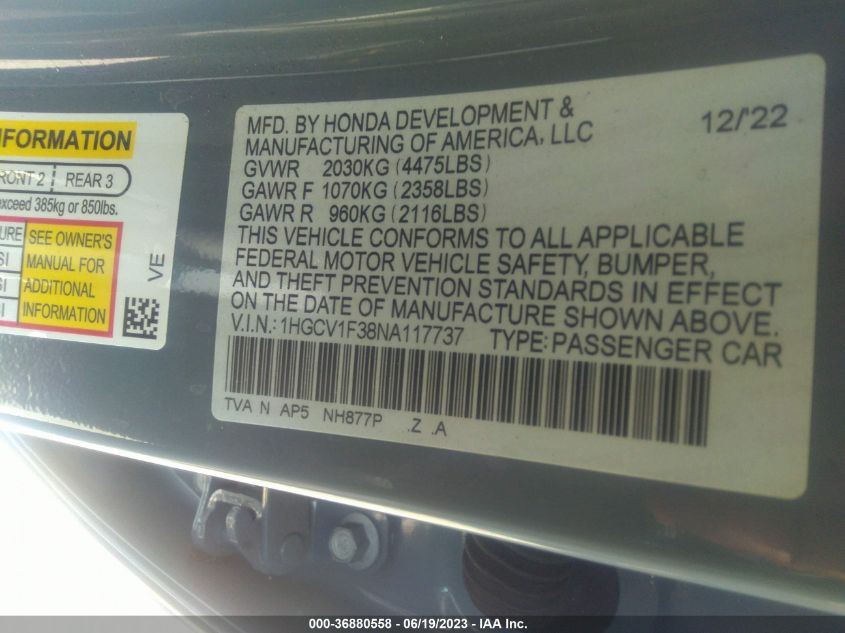 NFORMATION
RONT 2 REAR 3
exceed 385kg or 850lbs.
SEE OWNER'S
MANUAL FOR
ADDITIONAL
INFORMATION
VE
MFD. BY HONDA DEVELOPMENT & 12/'22
MANUFACTURING OF AMERICA, LLC
GVWR 2030KG (4475LBS)
GAWR F 1070KG (2358LBS)
GAWR R 960KG (2116LBS)
THIS VEHICLE CONFORMS TO ALL APPLICABLE
FEDERAL MOTOR VEHICLE SAFETY, BUMPER,
AND THEFT PREVENTION STANDARDS IN EFFECT
ON THE DATE OF MANUFACTURE SHOWN ABOVE.
V.I.N.: 1HGCV1F38NA117737 TYPE: PASSENGER CAR
TVA N AP5 NH877P .Z .A
000-36880558 - 06/19/2023 - IAA Inc.